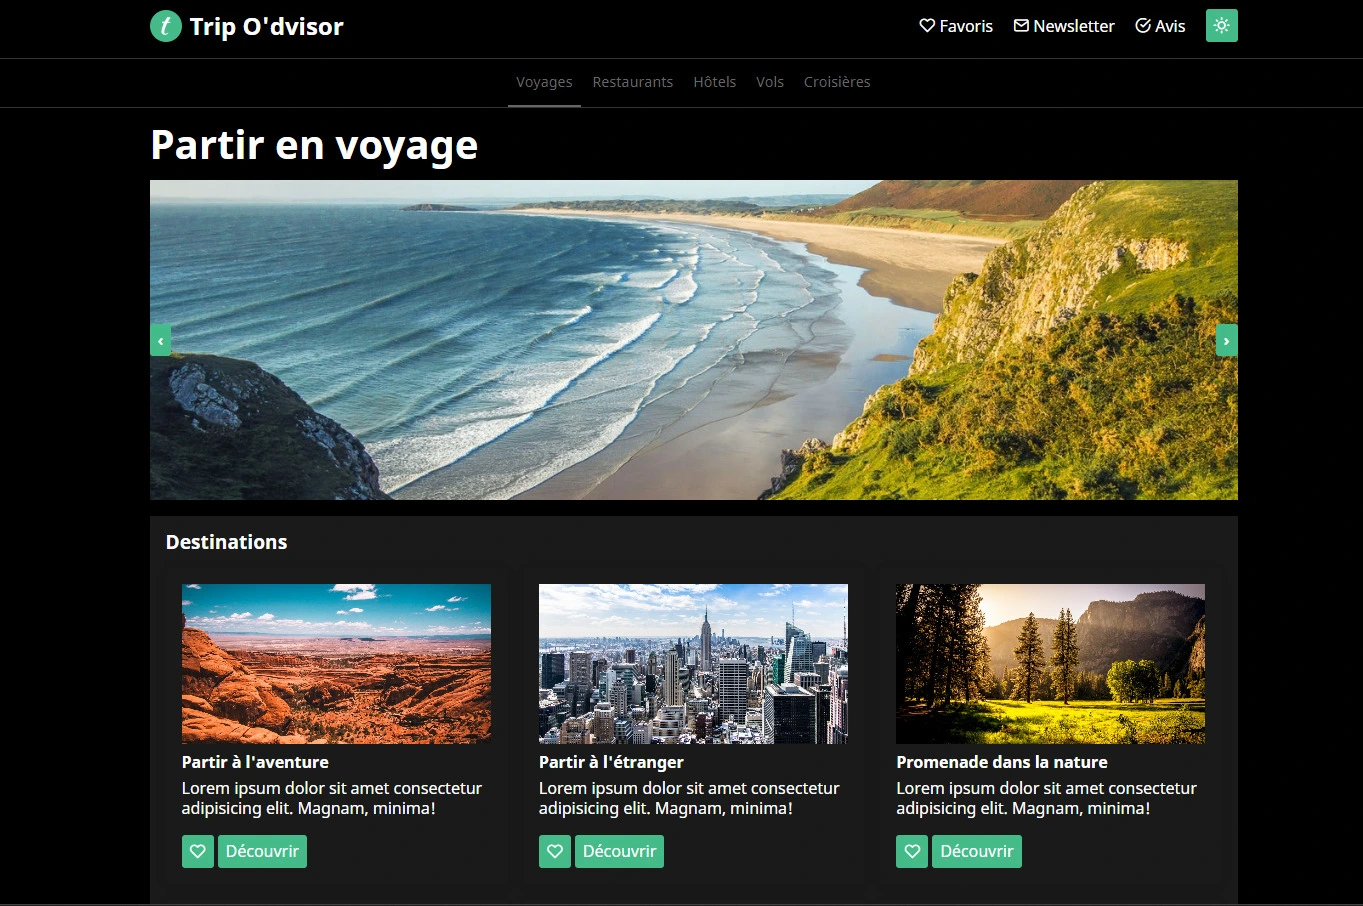 t Trip O'dvisor
Favoris Newsletter Avis
Voyages Restaurants Hôtels Vols Croisières
Partir en voyage
‹ ›
Destinations
Partir à l'aventure
Lorem ipsum dolor sit amet consectetur
adipisicing elit. Magnam, minima!
Découvrir
Partir à l'étranger
Lorem ipsum dolor sit amet consectetur
adipisicing elit. Magnam, minima!
Découvrir
Promenade dans la nature
Lorem ipsum dolor sit amet consectetur
adipisicing elit. Magnam, minima!
Découvrir